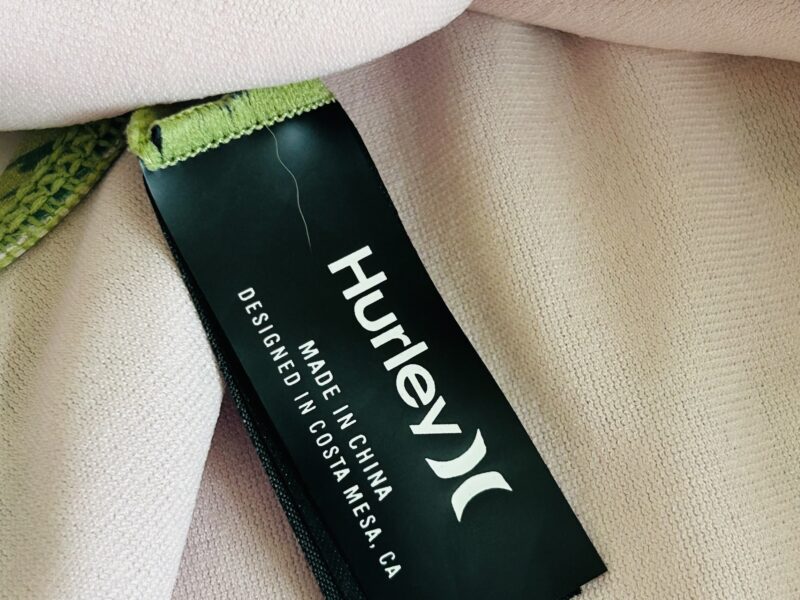 Hurley
MADE IN CHINA
DESIGNED IN COSTA MESA, CA